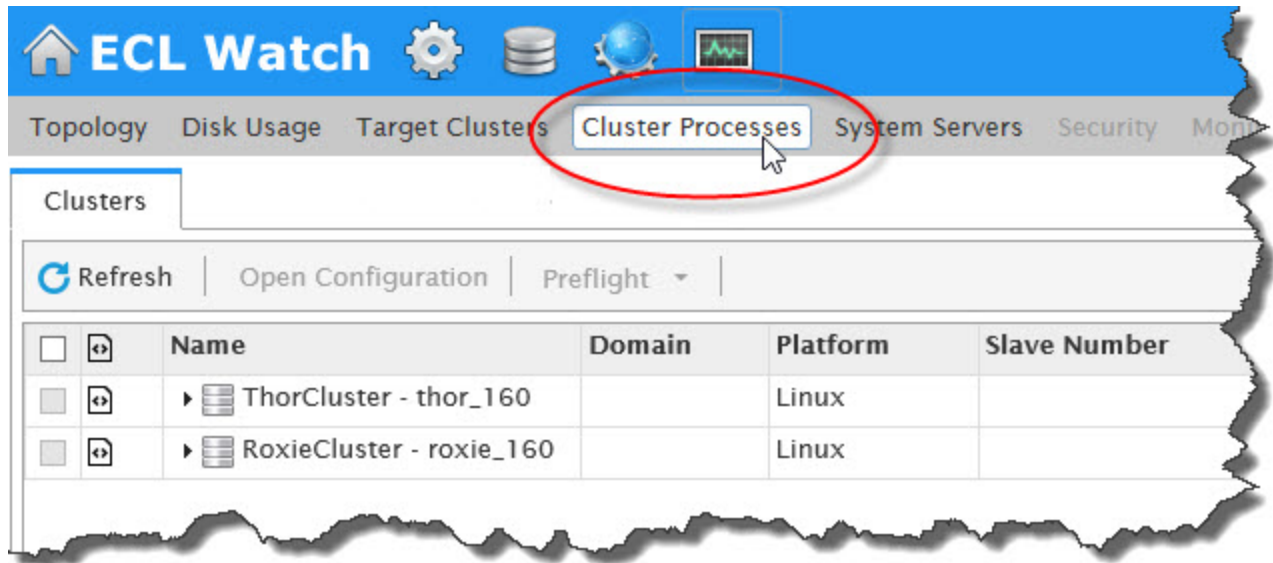 ECL Watch
Topology Disk Usage Target Clusters Cluster Processes System Servers Security
Clusters
Refresh Open Configuration Preflight
Name Domain Platform Slave Number
ThorCluster - thor_160 Linux
RoxieCluster - roxie_160 Linux